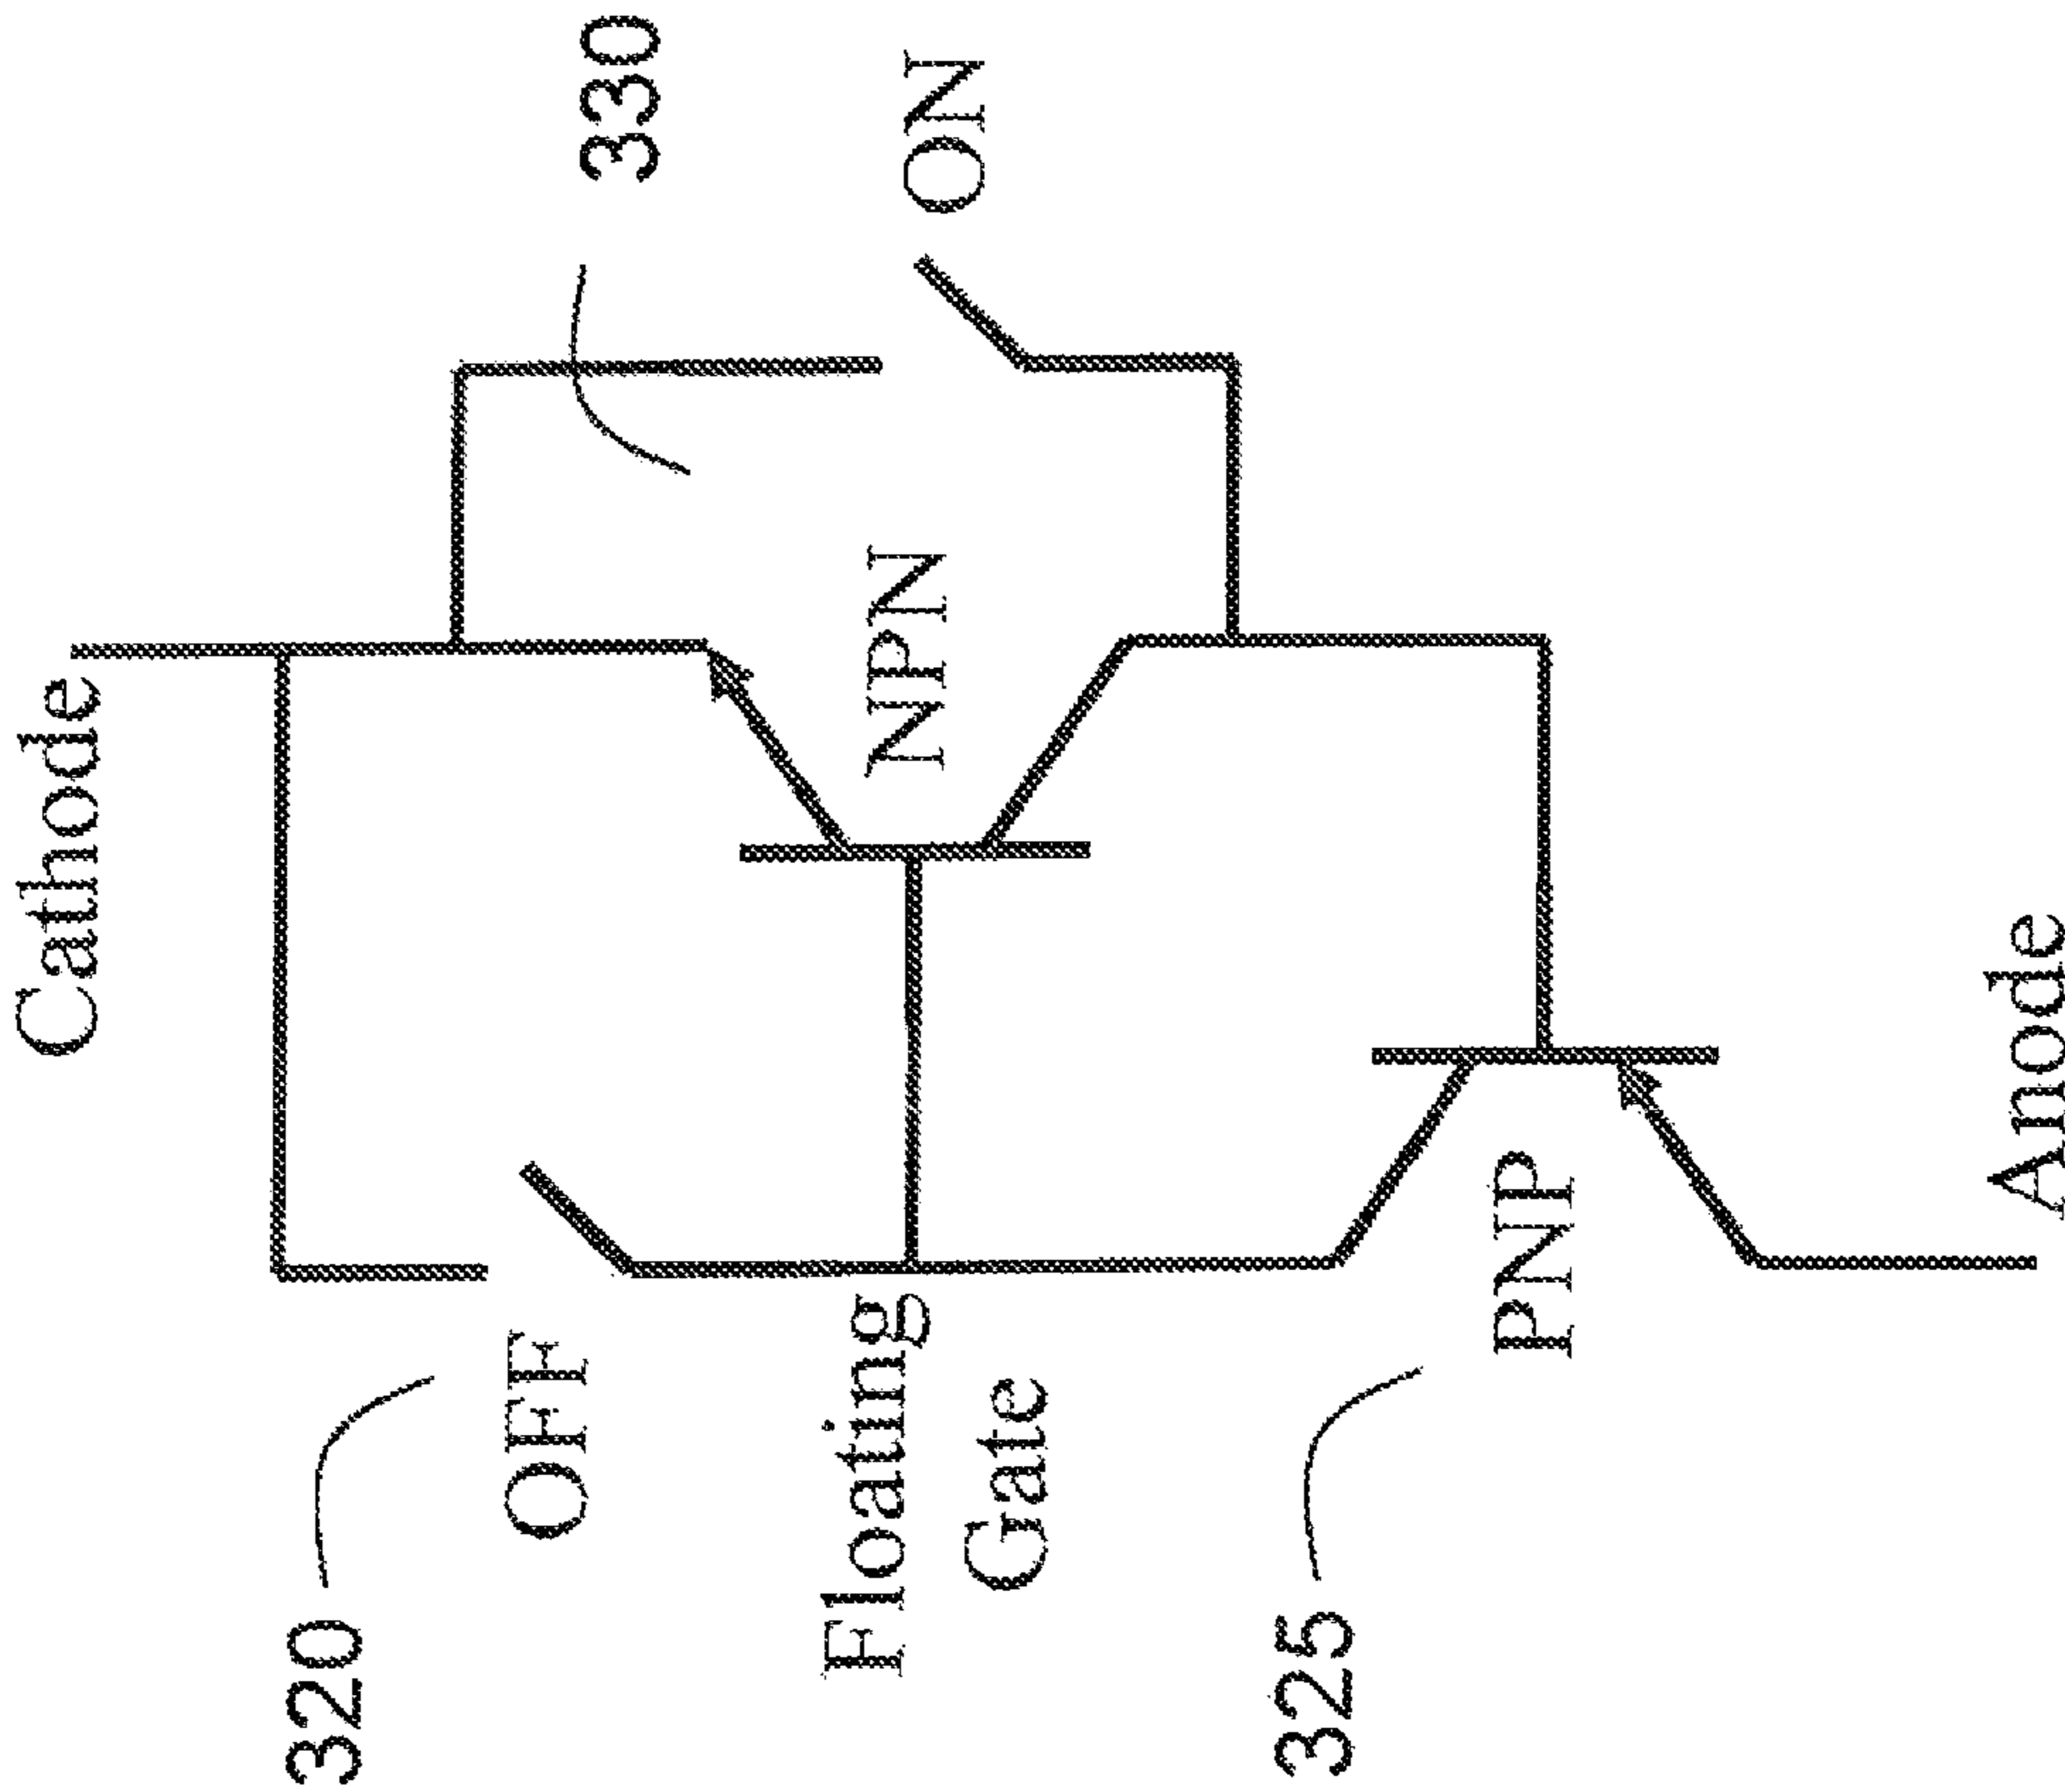 Cathode
330
ON
NPN
320
OFF
Floating
Gate
325
PNP
Anode